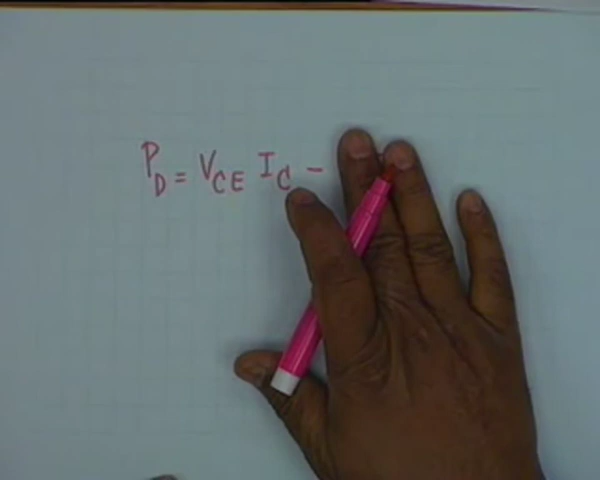 P_D = V_CE I_C –